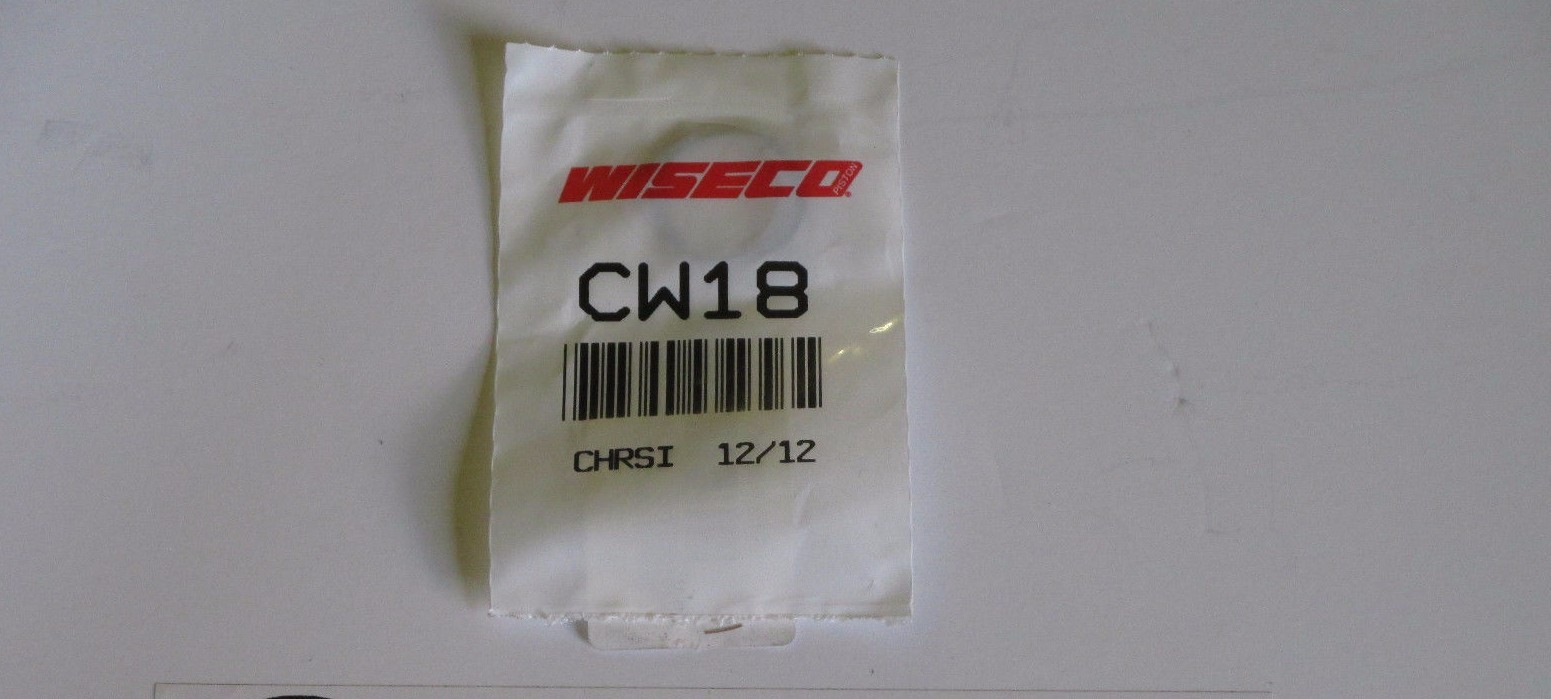 WISECO
PISTON
CW18
CHRSI 12/12